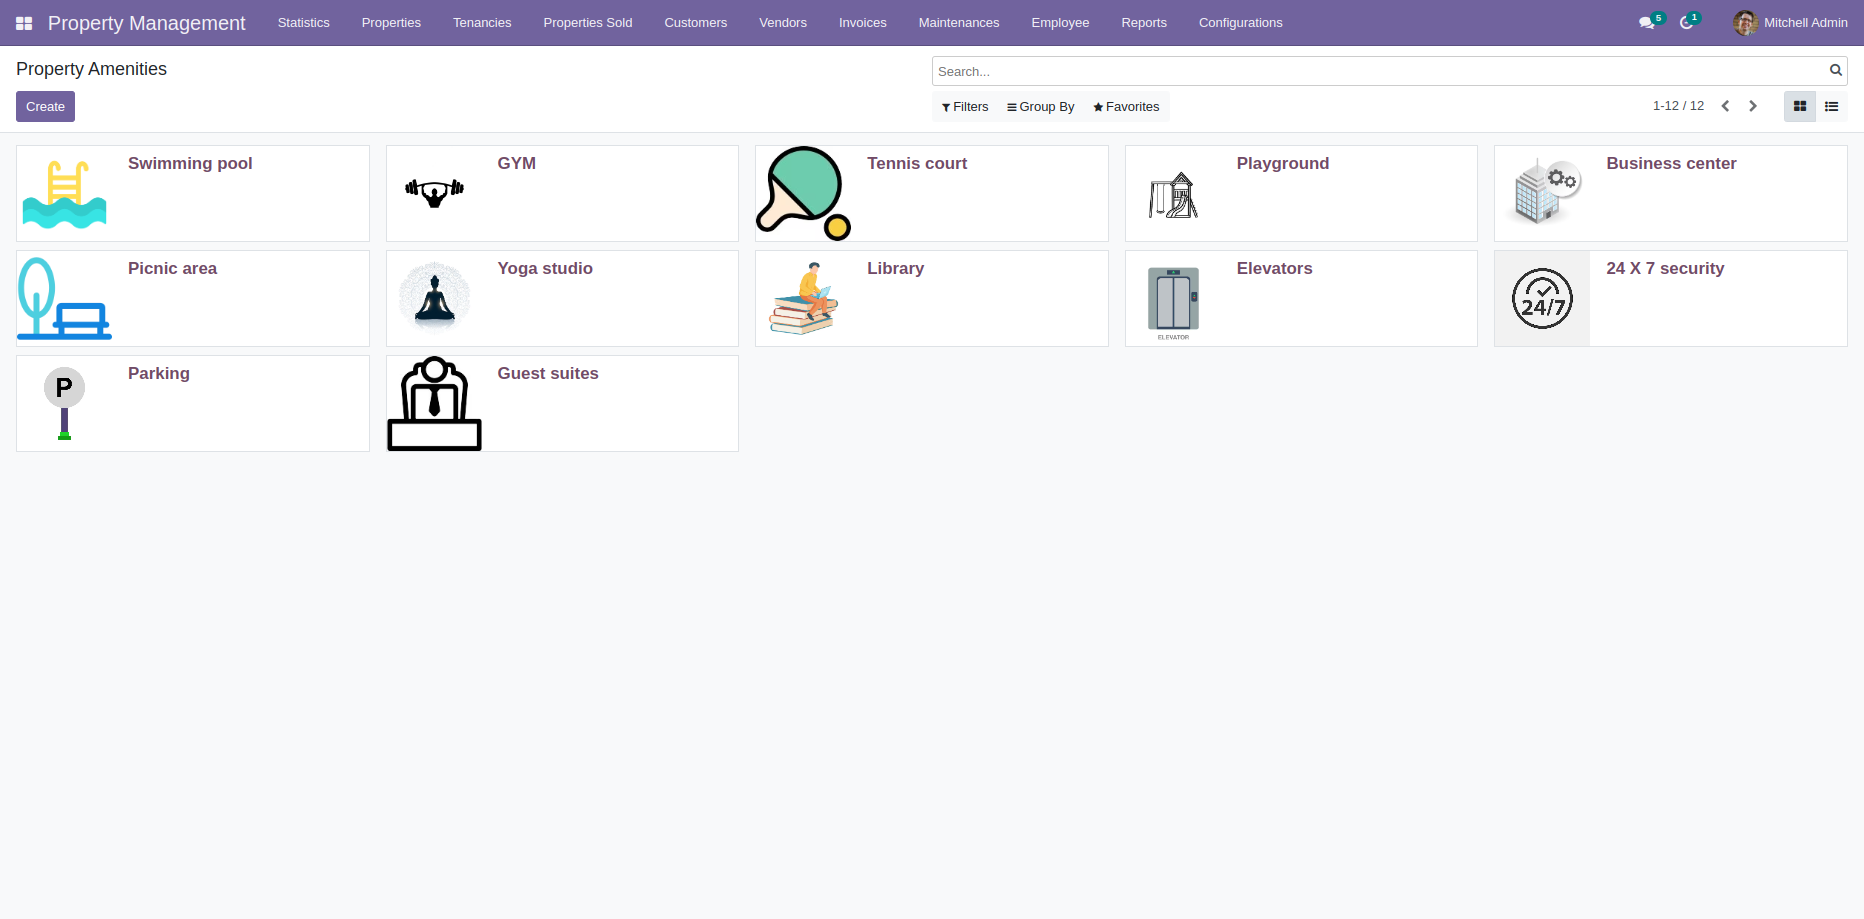 Property Management Statistics Properties Tenancies Properties Sold Customers Vendors Invoices Maintenances Employee Reports Configurations 5 1 Mitchell Admin
Property Amenities
Search...
Create
Filters Group By Favorites 1-12 / 12
Swimming pool GYM Tennis court Playground Business center
Picnic area Yoga studio Library Elevators 24 X 7 security
24/7
ELEVATOR
Parking Guest suites
P